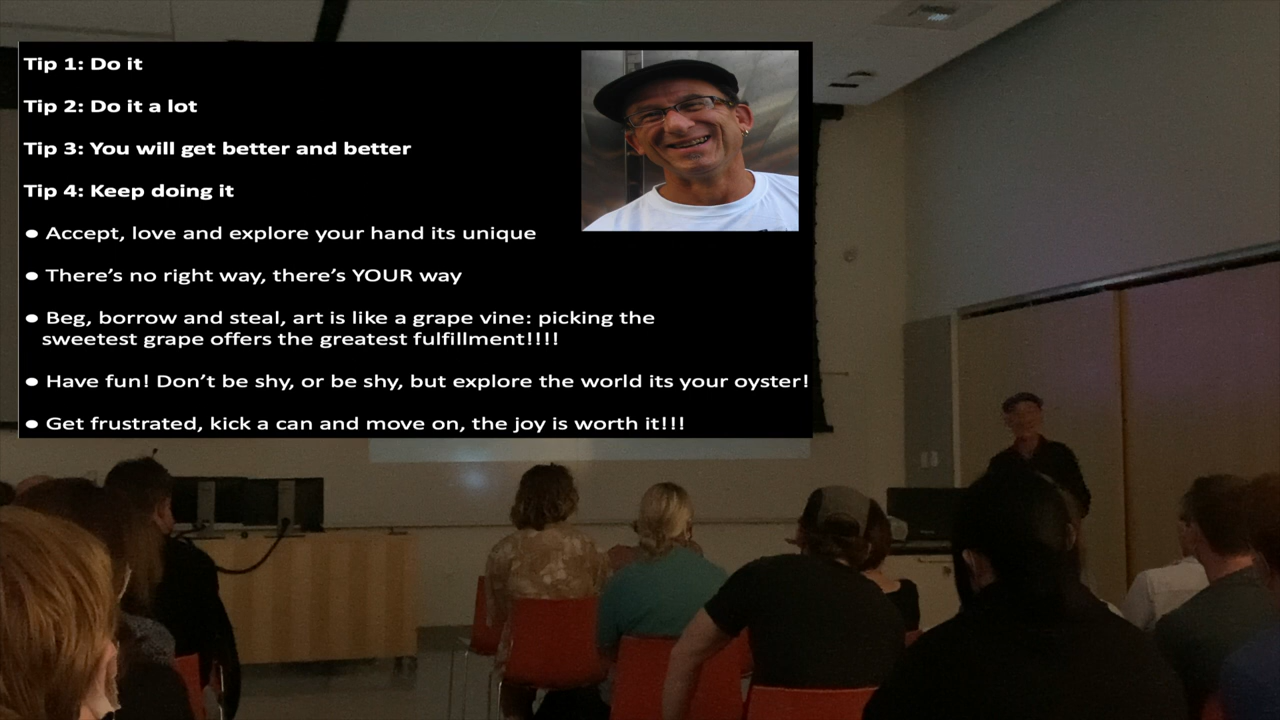 Tip 1: Do it
Tip 2: Do it a lot
Tip 3: You will get better and better
Tip 4: Keep doing it
● Accept, love and explore your hand its unique
● There’s no right way, there’s YOUR way
● Beg, borrow and steal, art is like a grape vine: picking the
sweetest grape offers the greatest fulfillment!!!!
● Have fun! Don’t be shy, or be shy, but explore the world its your oyster!
● Get frustrated, kick a can and move on, the joy is worth it!!!